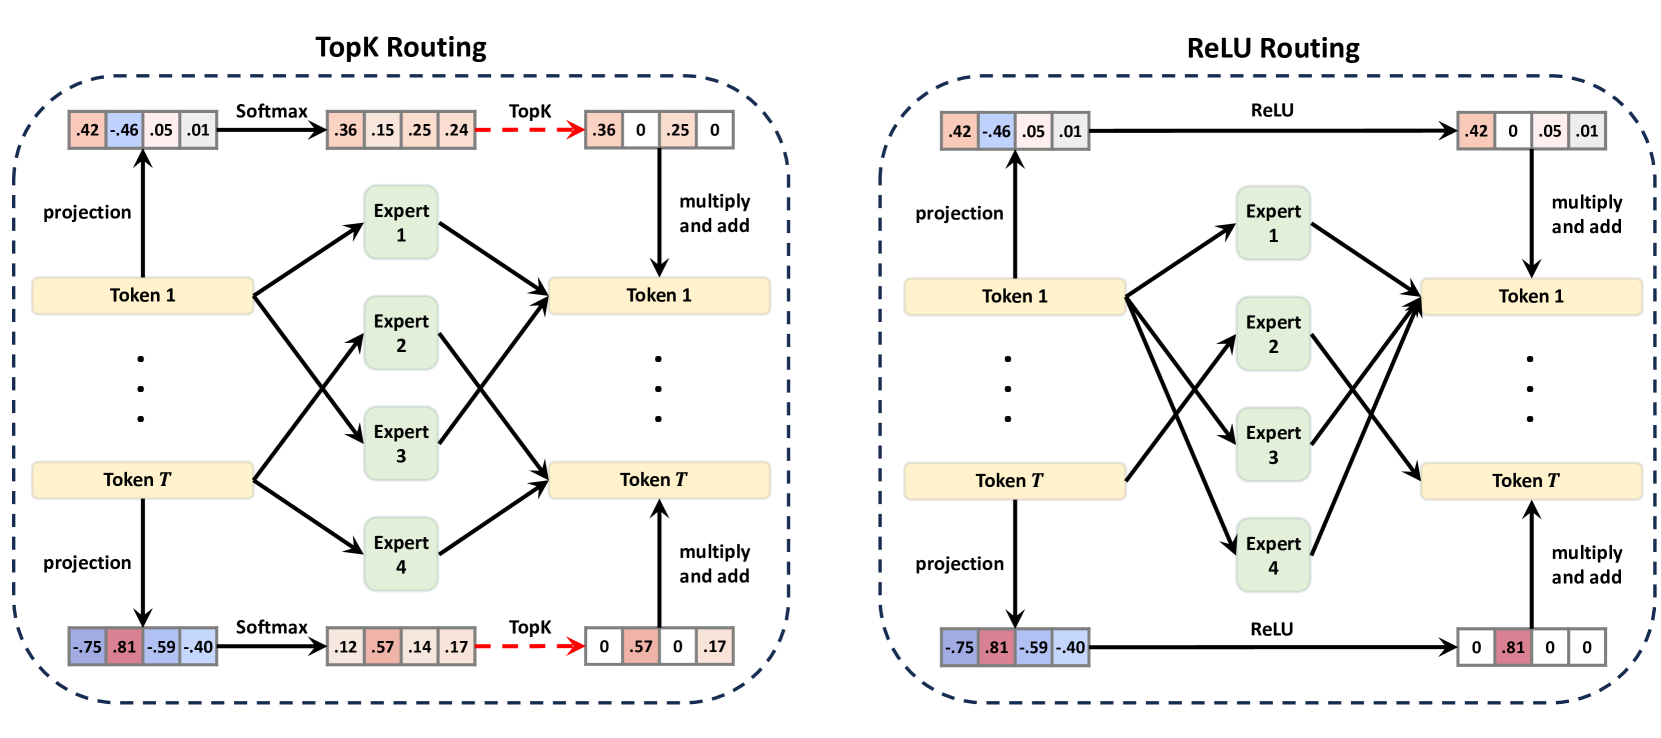 TopK Routing
.42 -.46 .05 .01
Softmax
.36 .15 .25 .24
TopK
.36 0 .25 0
projection
multiply
and add
Expert
1
Token 1
Token 1
Expert
2
Expert
3
Token T
Token T
Expert
4
projection
multiply
and add
-.75 .81 -.59 -.40
Softmax
.12 .57 .14 .17
TopK
0 .57 0 .17
ReLU Routing
.42 -.46 .05 .01
ReLU
.42 0 .05 .01
projection
multiply
and add
Expert
1
Token 1
Token 1
Expert
2
Expert
3
Token T
Token T
Expert
4
projection
multiply
and add
-.75 .81 -.59 -.40
ReLU
0 .81 0 0